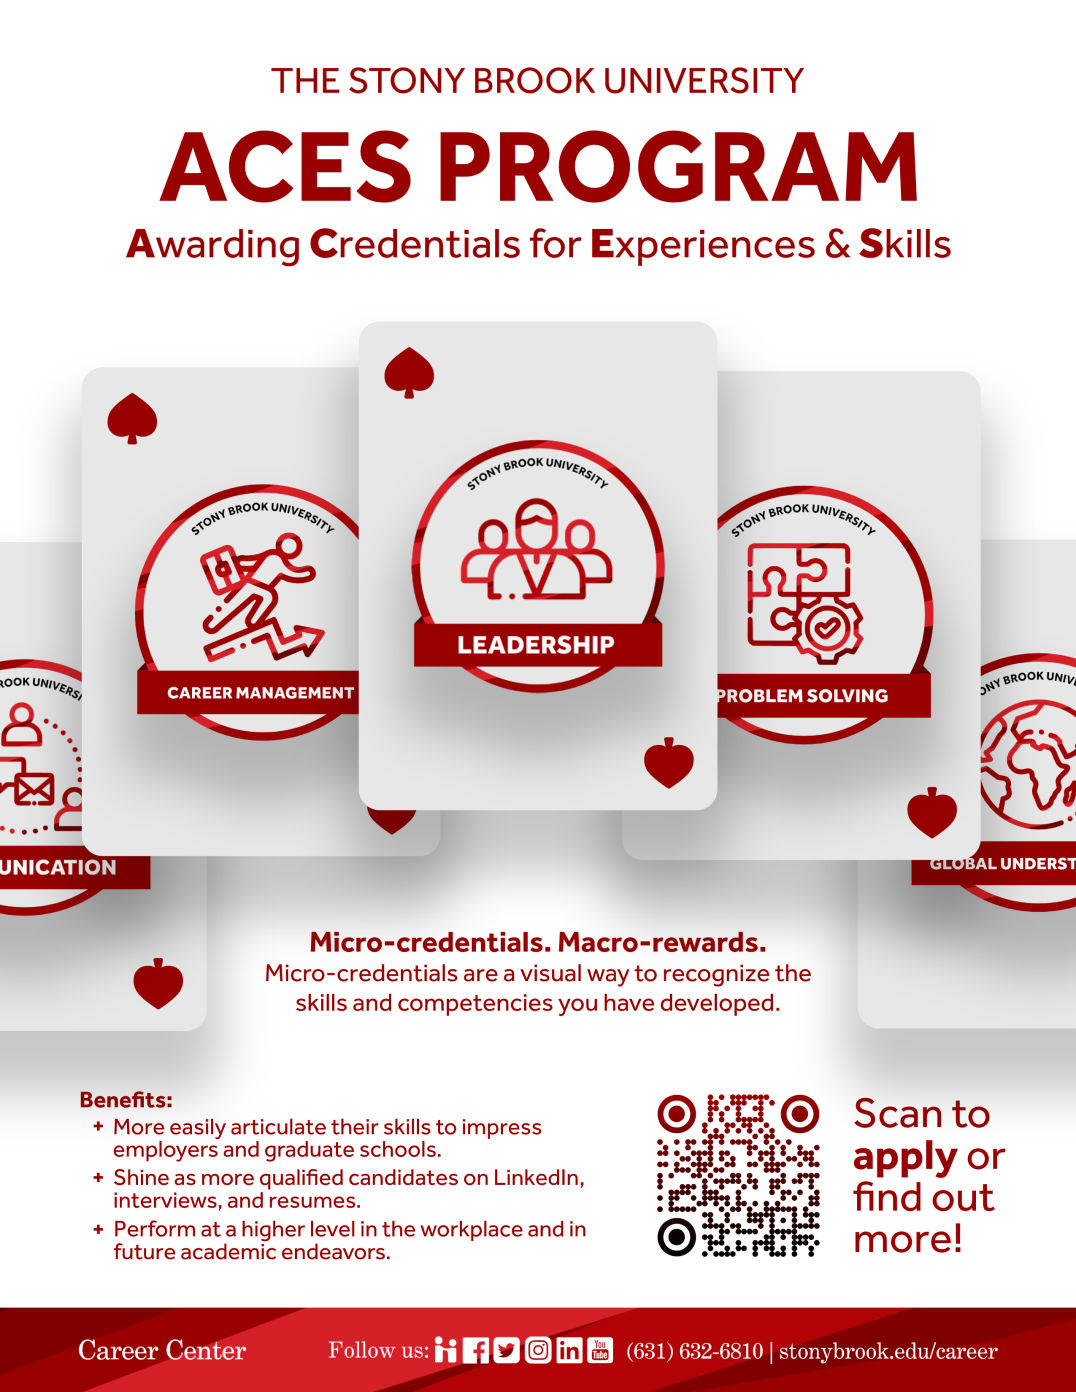 THE STONY BROOK UNIVERSITY
ACES PROGRAM
Awarding Credentials for Experiences & Skills
STONY BROOK UNIVERSITY
LEADERSHIP
STONY BROOK UNIVERSITY
CAREER MANAGEMENT
STONY BROOK UNIVERSITY
PROBLEM SOLVING
ROOK UNIVERSI
UNICATION
ONY BROOK UNIV
GLOBAL UNDERST
Micro-credentials. Macro-rewards.
Micro-credentials are a visual way to recognize the
skills and competencies you have developed.
Benefits:
+ More easily articulate their skills to impress
employers and graduate schools.
+ Shine as more qualified candidates on LinkedIn,
interviews, and resumes.
+ Perform at a higher level in the workplace and in
future academic endeavors.
Scan to
apply or
find out
more!
Career Center
Follow us:
You
Tube
(631) 632-6810 | stonybrook.edu/career